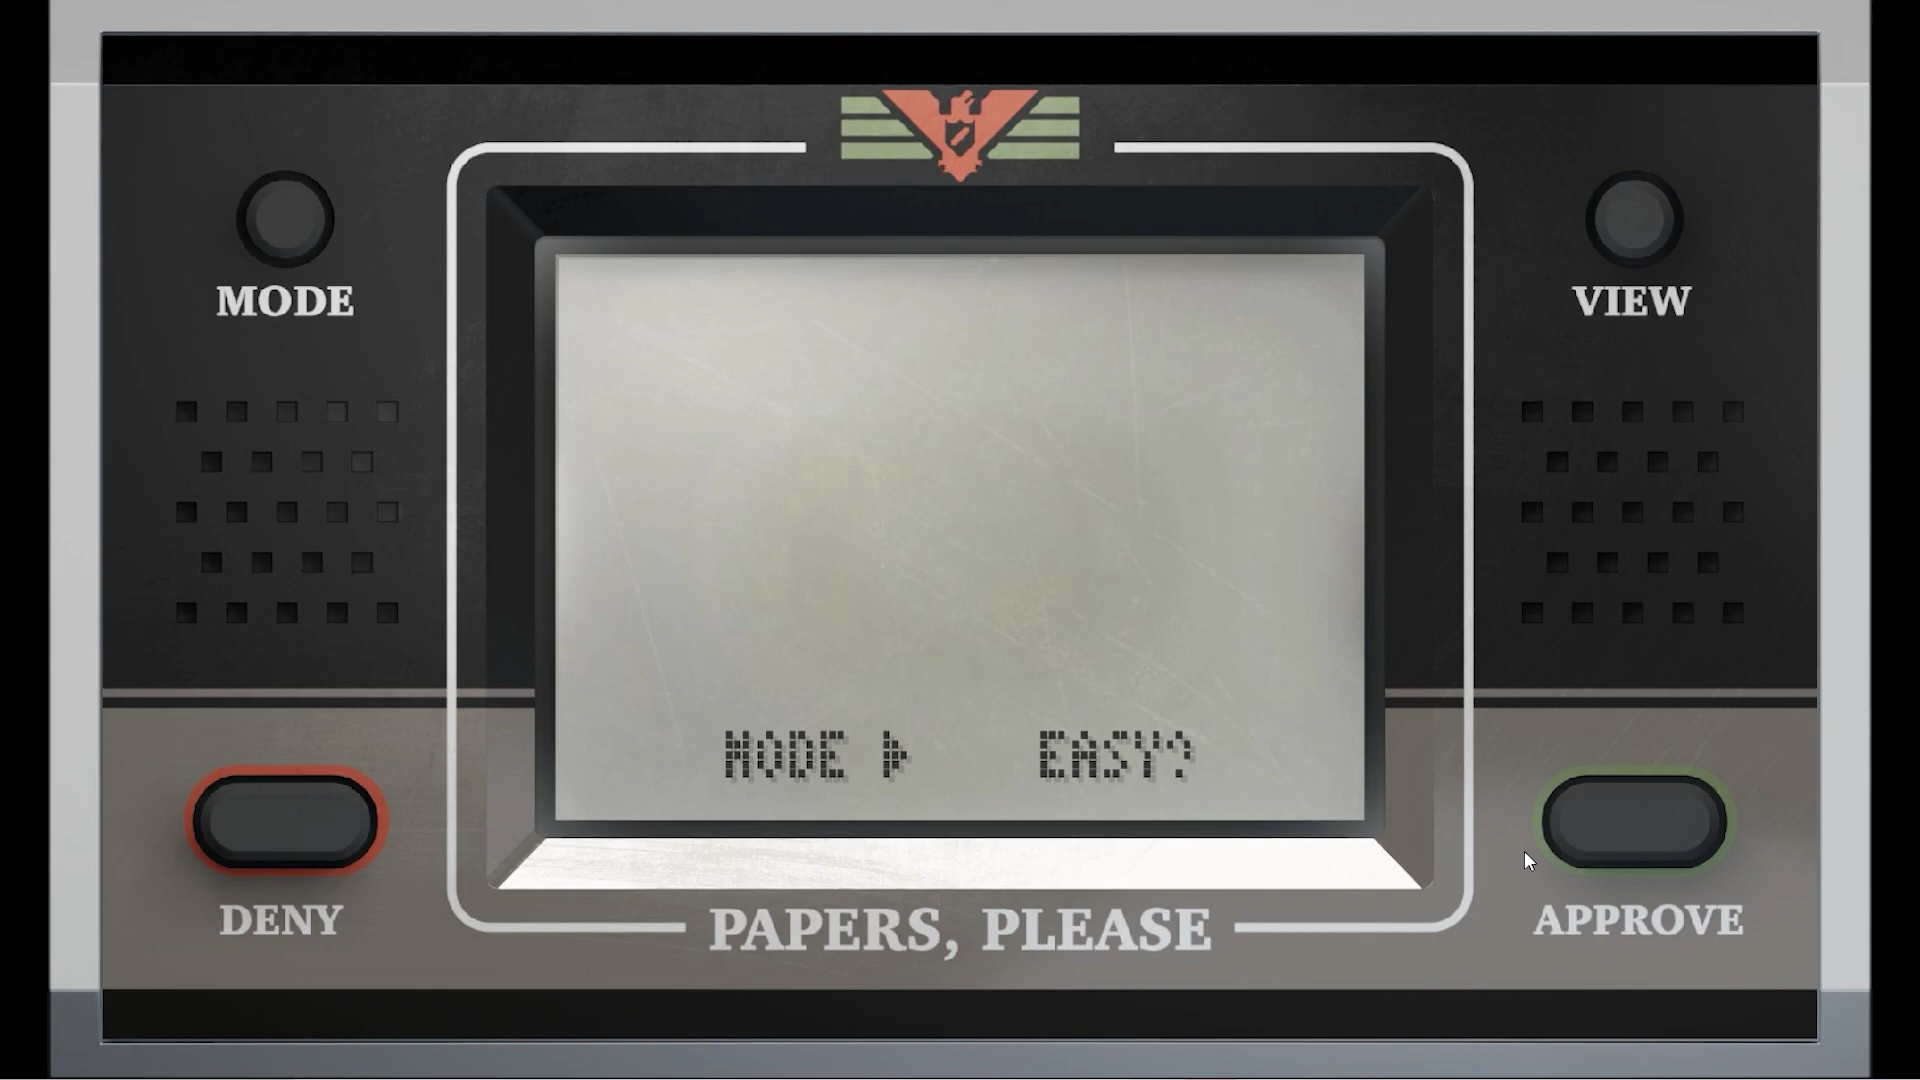 MODE
VIEW
MODE EASY?
DENY
APPROVE
PAPERS, PLEASE